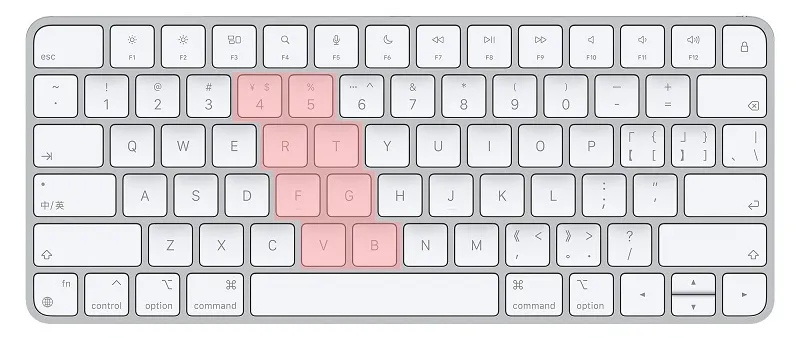 esc F1 F2 F3 F4 F5 F6 F7 F8 F9 F10 F11 F12
~ ! @ # ¥ $ % … ^ & * ( ) – +
· 1 2 3 4 5 6 7 8 9 0 - =
Q W E R T Y U I O P 「 { 」 } |
【 [ 】 ] 、 \
A S D F G H J K L : " 
中/英 ; ' 
Z X C V B N M 《 < 》 > ?
, 。 . /
fn control ^ option ⌥ command ⌘ command ⌘ option ⌥